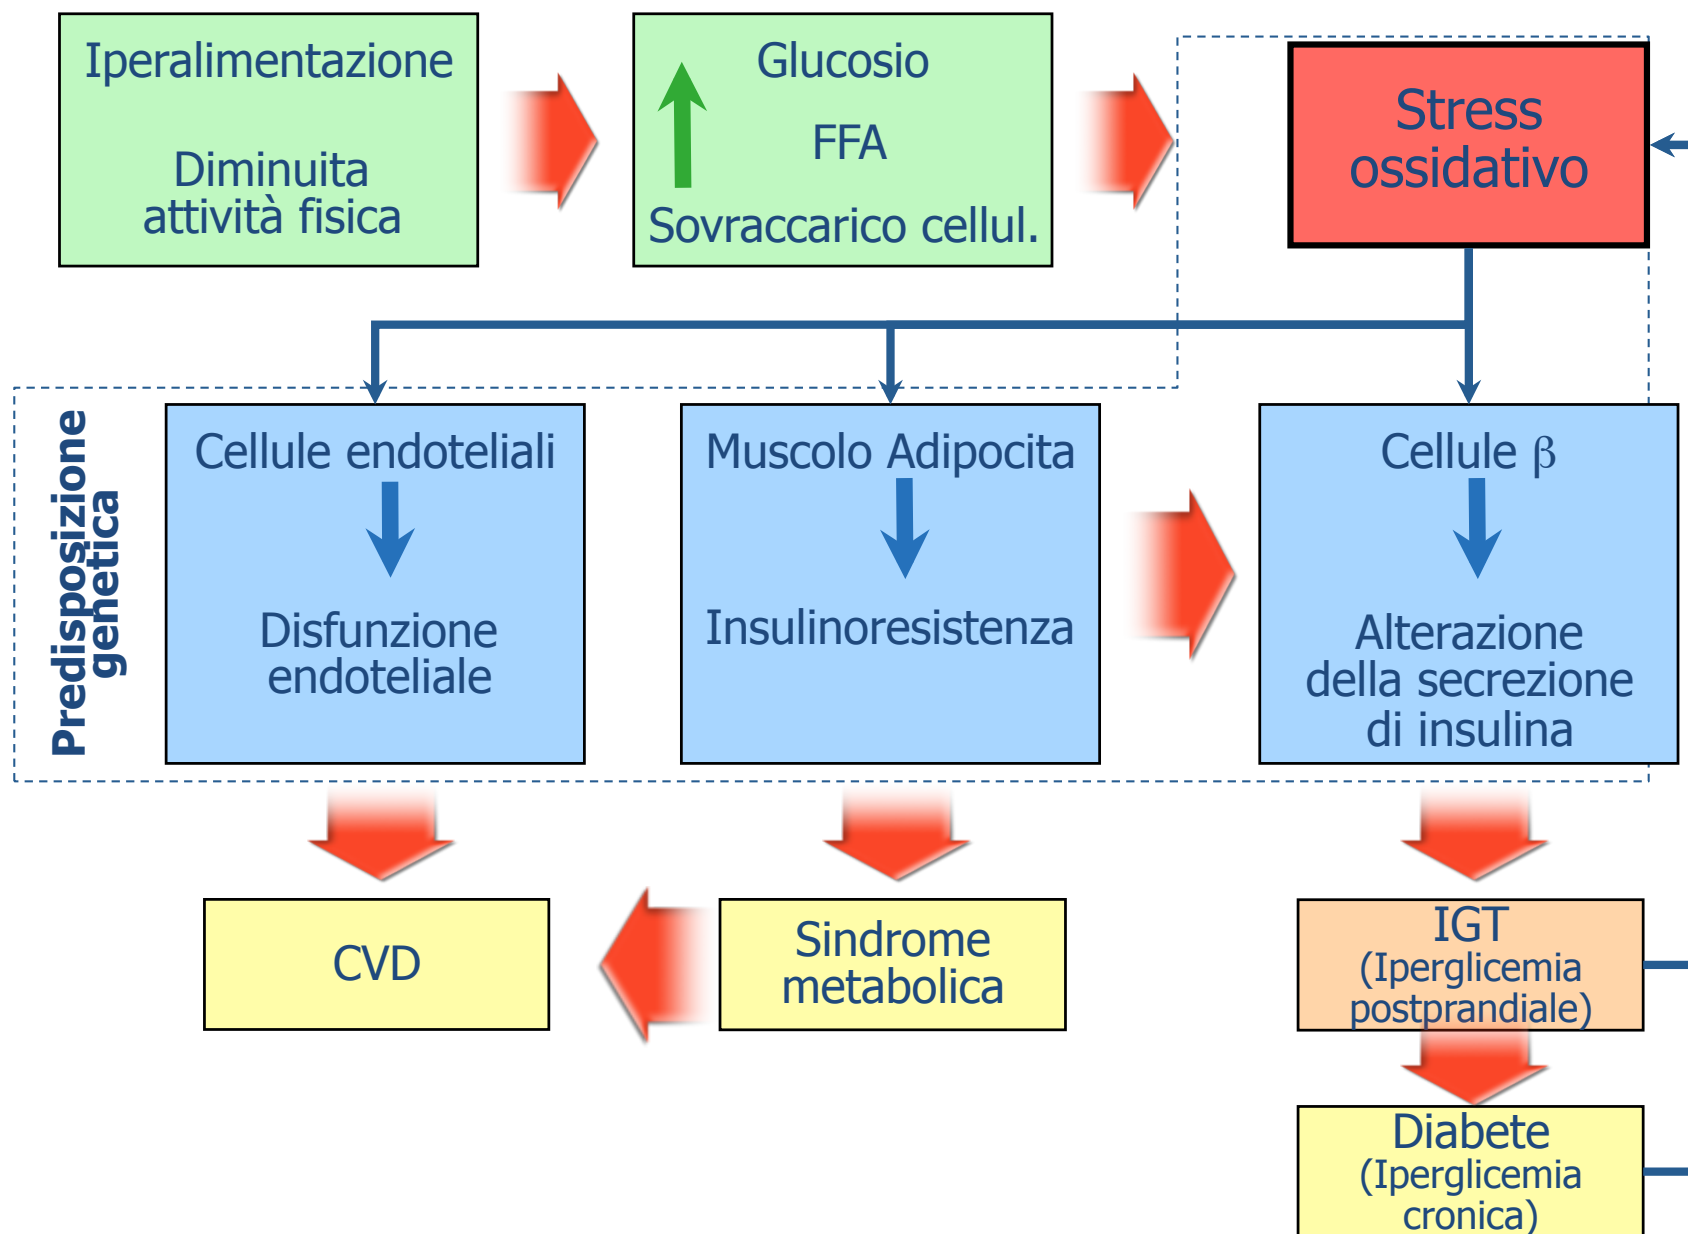 Iperalimentazione
Diminuita
attività fisica
Glucosio
FFA
Sovraccarico cellul.
Stress
ossidativo
Predisposizione
genetica
Cellule endoteliali
Disfunzione
endoteliale
Muscolo Adipocita
Insulinoresistenza
Cellule β
Alterazione
della secrezione
di insulina
CVD
Sindrome
metabolica
IGT
(Iperglicemia
postprandiale)
Diabete
(Iperglicemia
cronica)